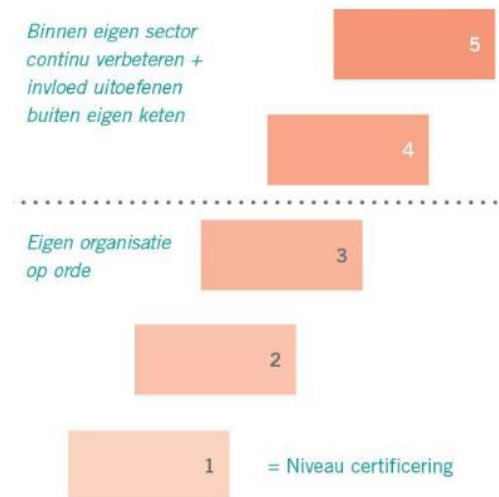 Binnen eigen sector
continu verbeteren +
invloed uitoefenen
buiten eigen keten
5
4
Eigen organisatie
op orde
3
2
1
= Niveau certificering